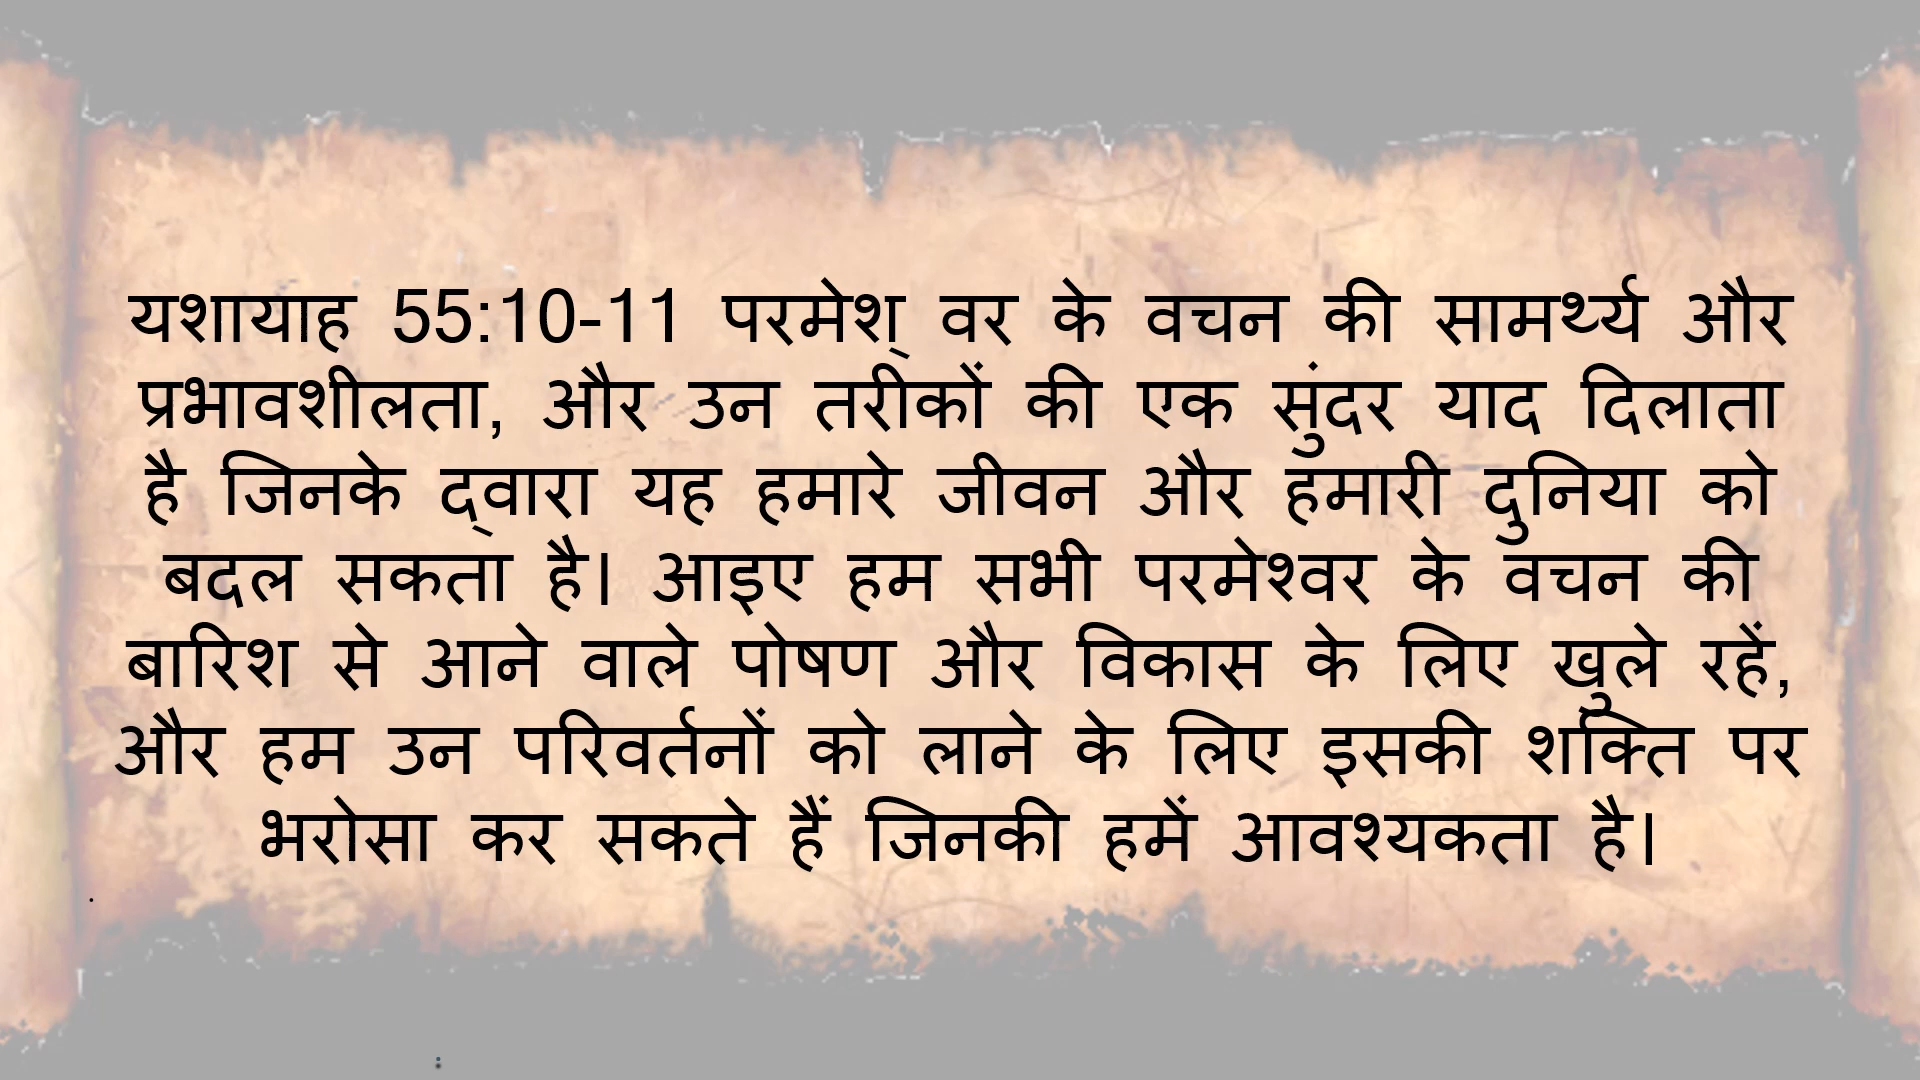 यशायाह 55:10-11 परमेश् वर के वचन की सामर्थ्य और
प्रभावशीलता, और उन तरीकों की एक सुंदर याद दिलाता
है जिनके द्वारा यह हमारे जीवन और हमारी दुनिया को
बदल सकता है। आइए हम सभी परमेश्वर के वचन की
बारिश से आने वाले पोषण और विकास के लिए खुले रहें,
और हम उन परिवर्तनों को लाने के लिए इसकी शक्ति पर
भरोसा कर सकते हैं जिनकी हमें आवश्यकता है।
.
: